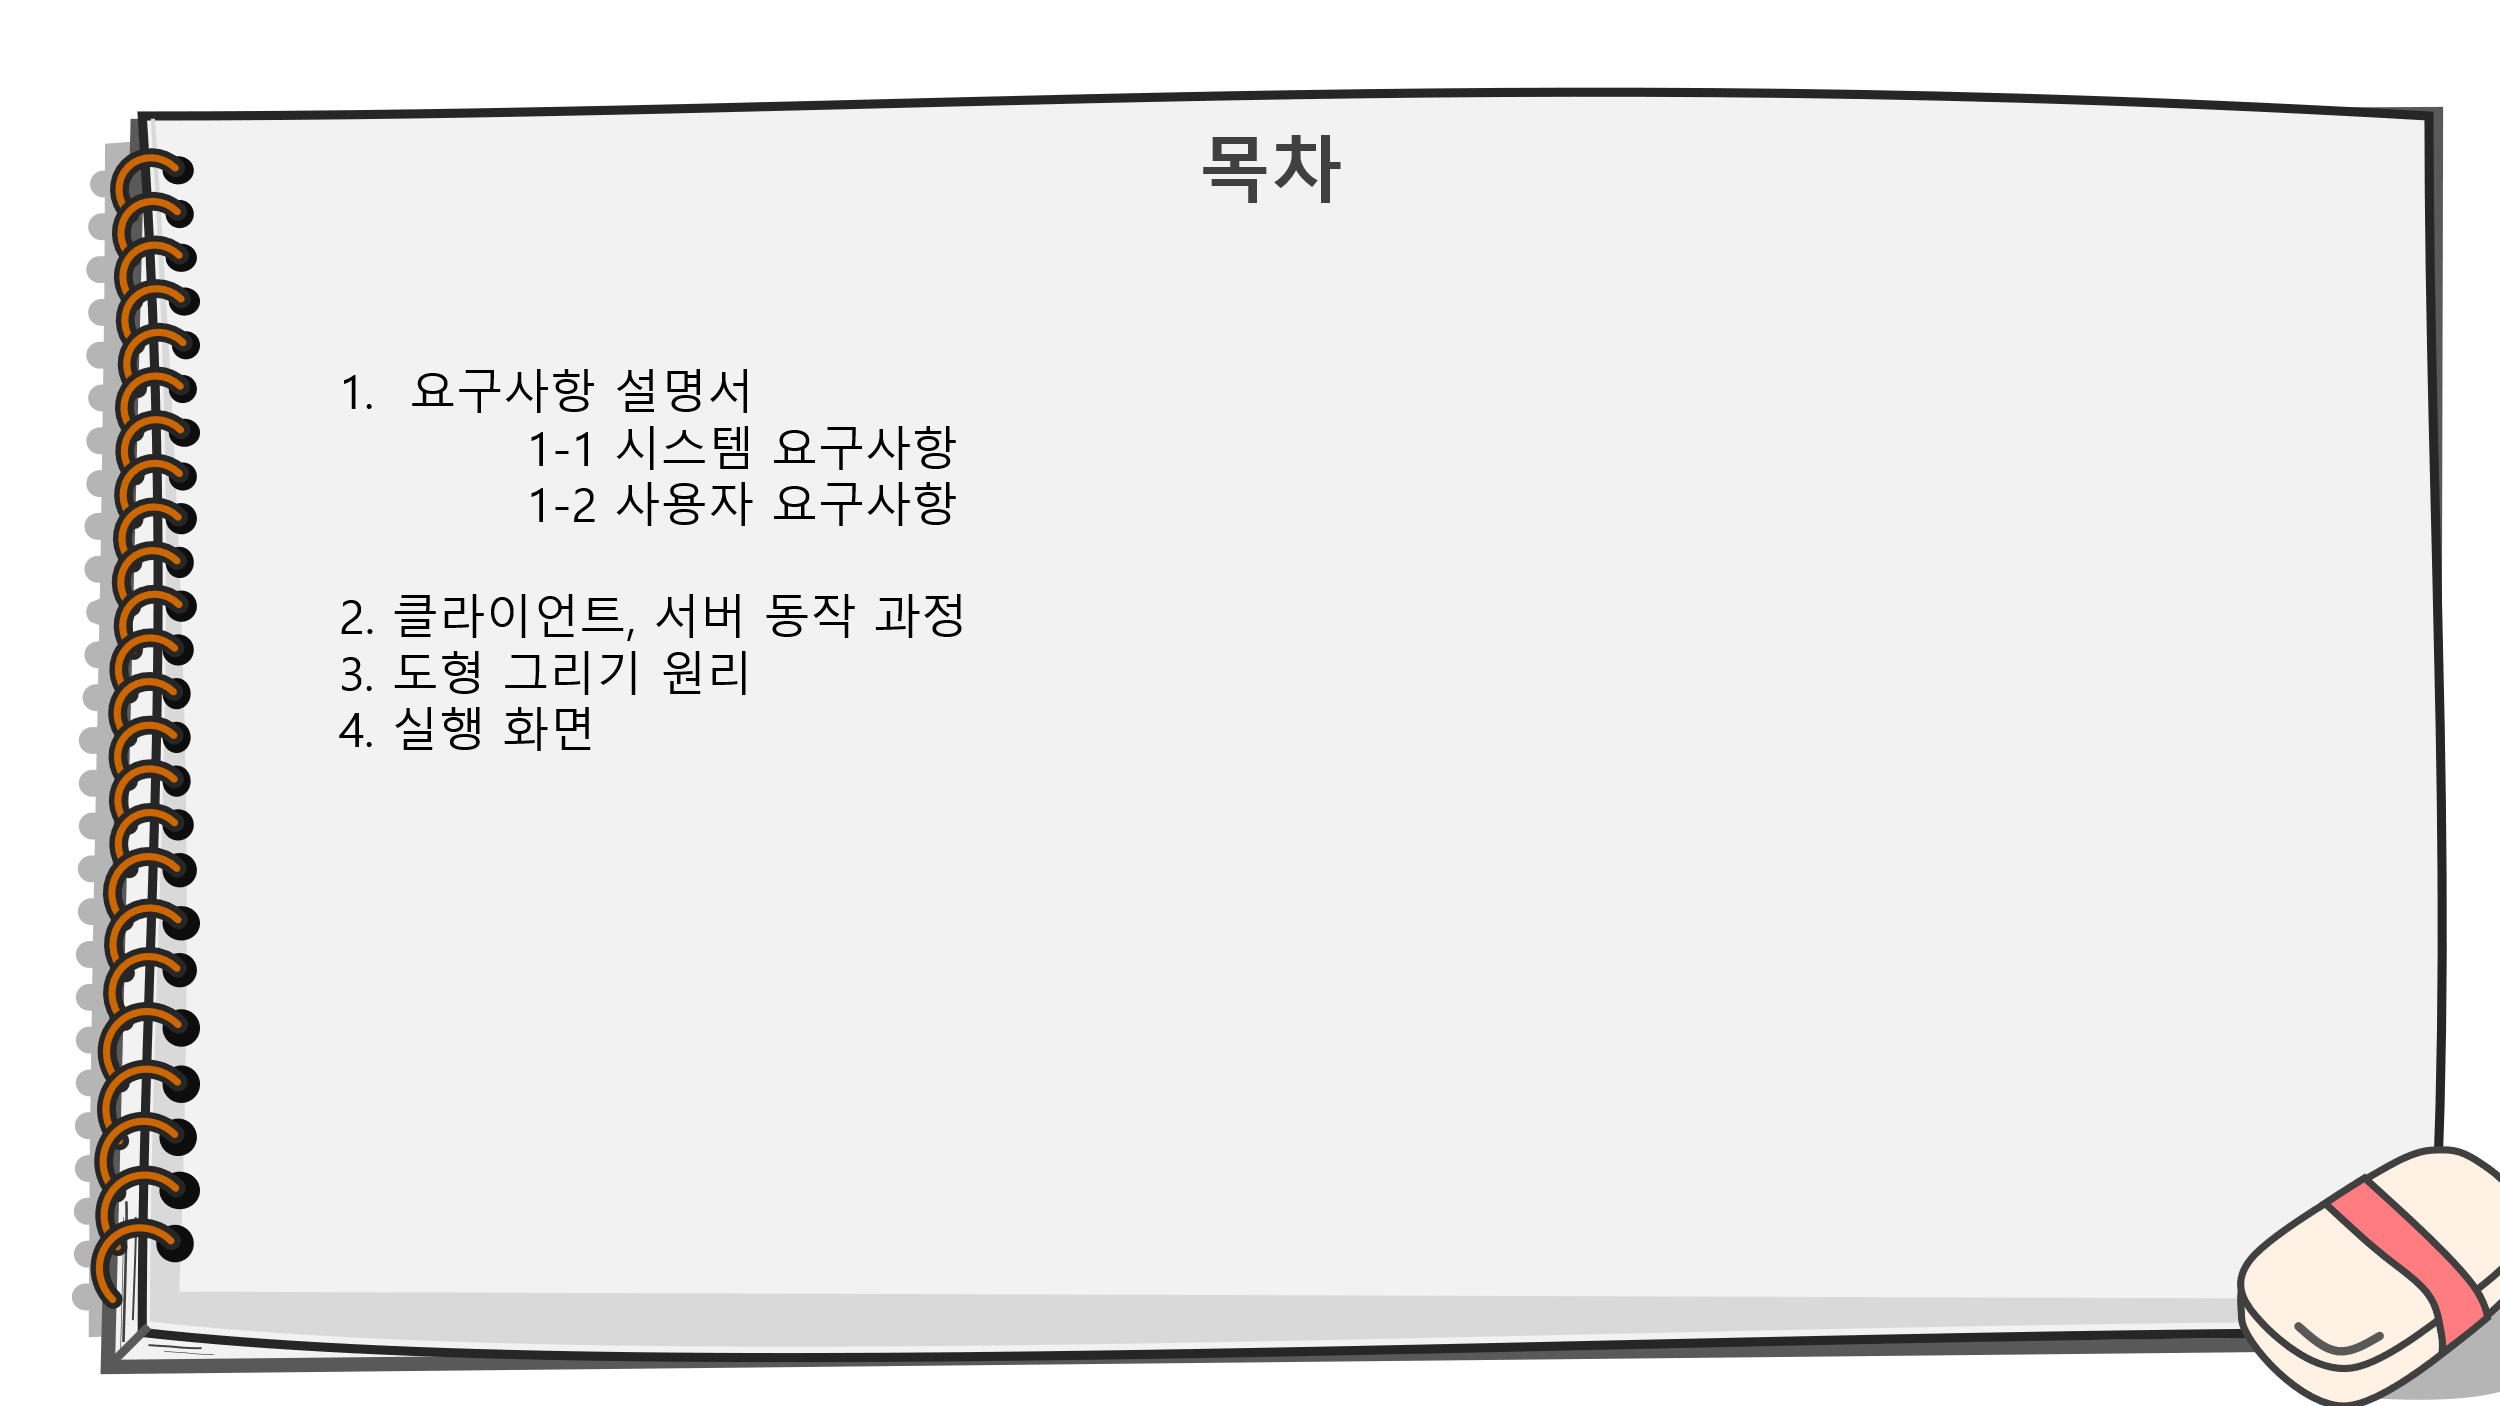 목차
1. 요구사항 설명서
1-1 시스템 요구사항
1-2 사용자 요구사항
2. 클라이언트, 서버 동작 과정
3. 도형 그리기 원리
4. 실행 화면